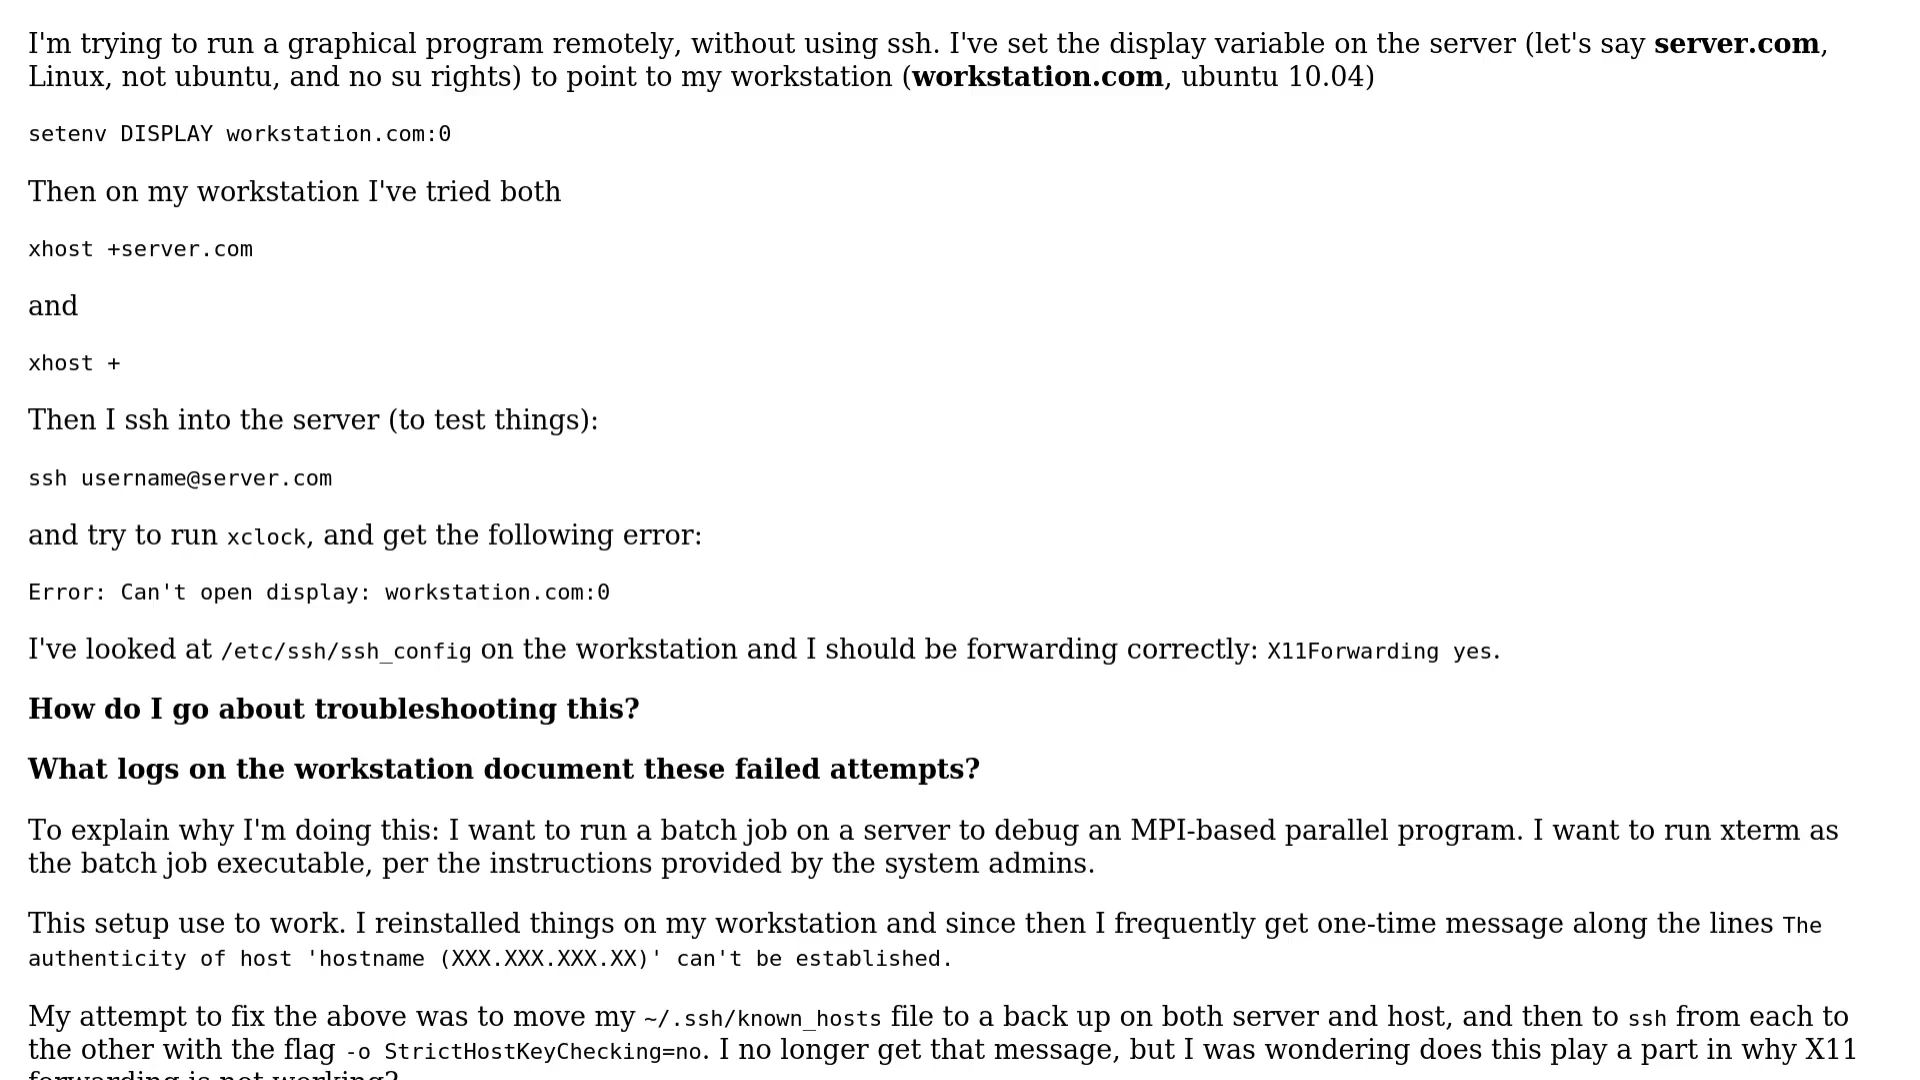 I'm trying to run a graphical program remotely, without using ssh. I've set the display variable on the server (let's say server.com,
Linux, not ubuntu, and no su rights) to point to my workstation (workstation.com, ubuntu 10.04)
setenv DISPLAY workstation.com:0
Then on my workstation I've tried both
xhost +server.com
and
xhost +
Then I ssh into the server (to test things):
ssh username@server.com
and try to run xclock, and get the following error:
Error: Can't open display: workstation.com:0
I've looked at /etc/ssh/ssh_config on the workstation and I should be forwarding correctly: X11Forwarding yes.
How do I go about troubleshooting this?
What logs on the workstation document these failed attempts?
To explain why I'm doing this: I want to run a batch job on a server to debug an MPI-based parallel program. I want to run xterm as
the batch job executable, per the instructions provided by the system admins.
This setup use to work. I reinstalled things on my workstation and since then I frequently get one-time message along the lines The
authenticity of host 'hostname (XXX.XXX.XXX.XX)' can't be established.
My attempt to fix the above was to move my ~/.ssh/known_hosts file to a back up on both server and host, and then to ssh from each to
the other with the flag -o StrictHostKeyChecking=no. I no longer get that message, but I was wondering does this play a part in why X11
forwarding is not working?